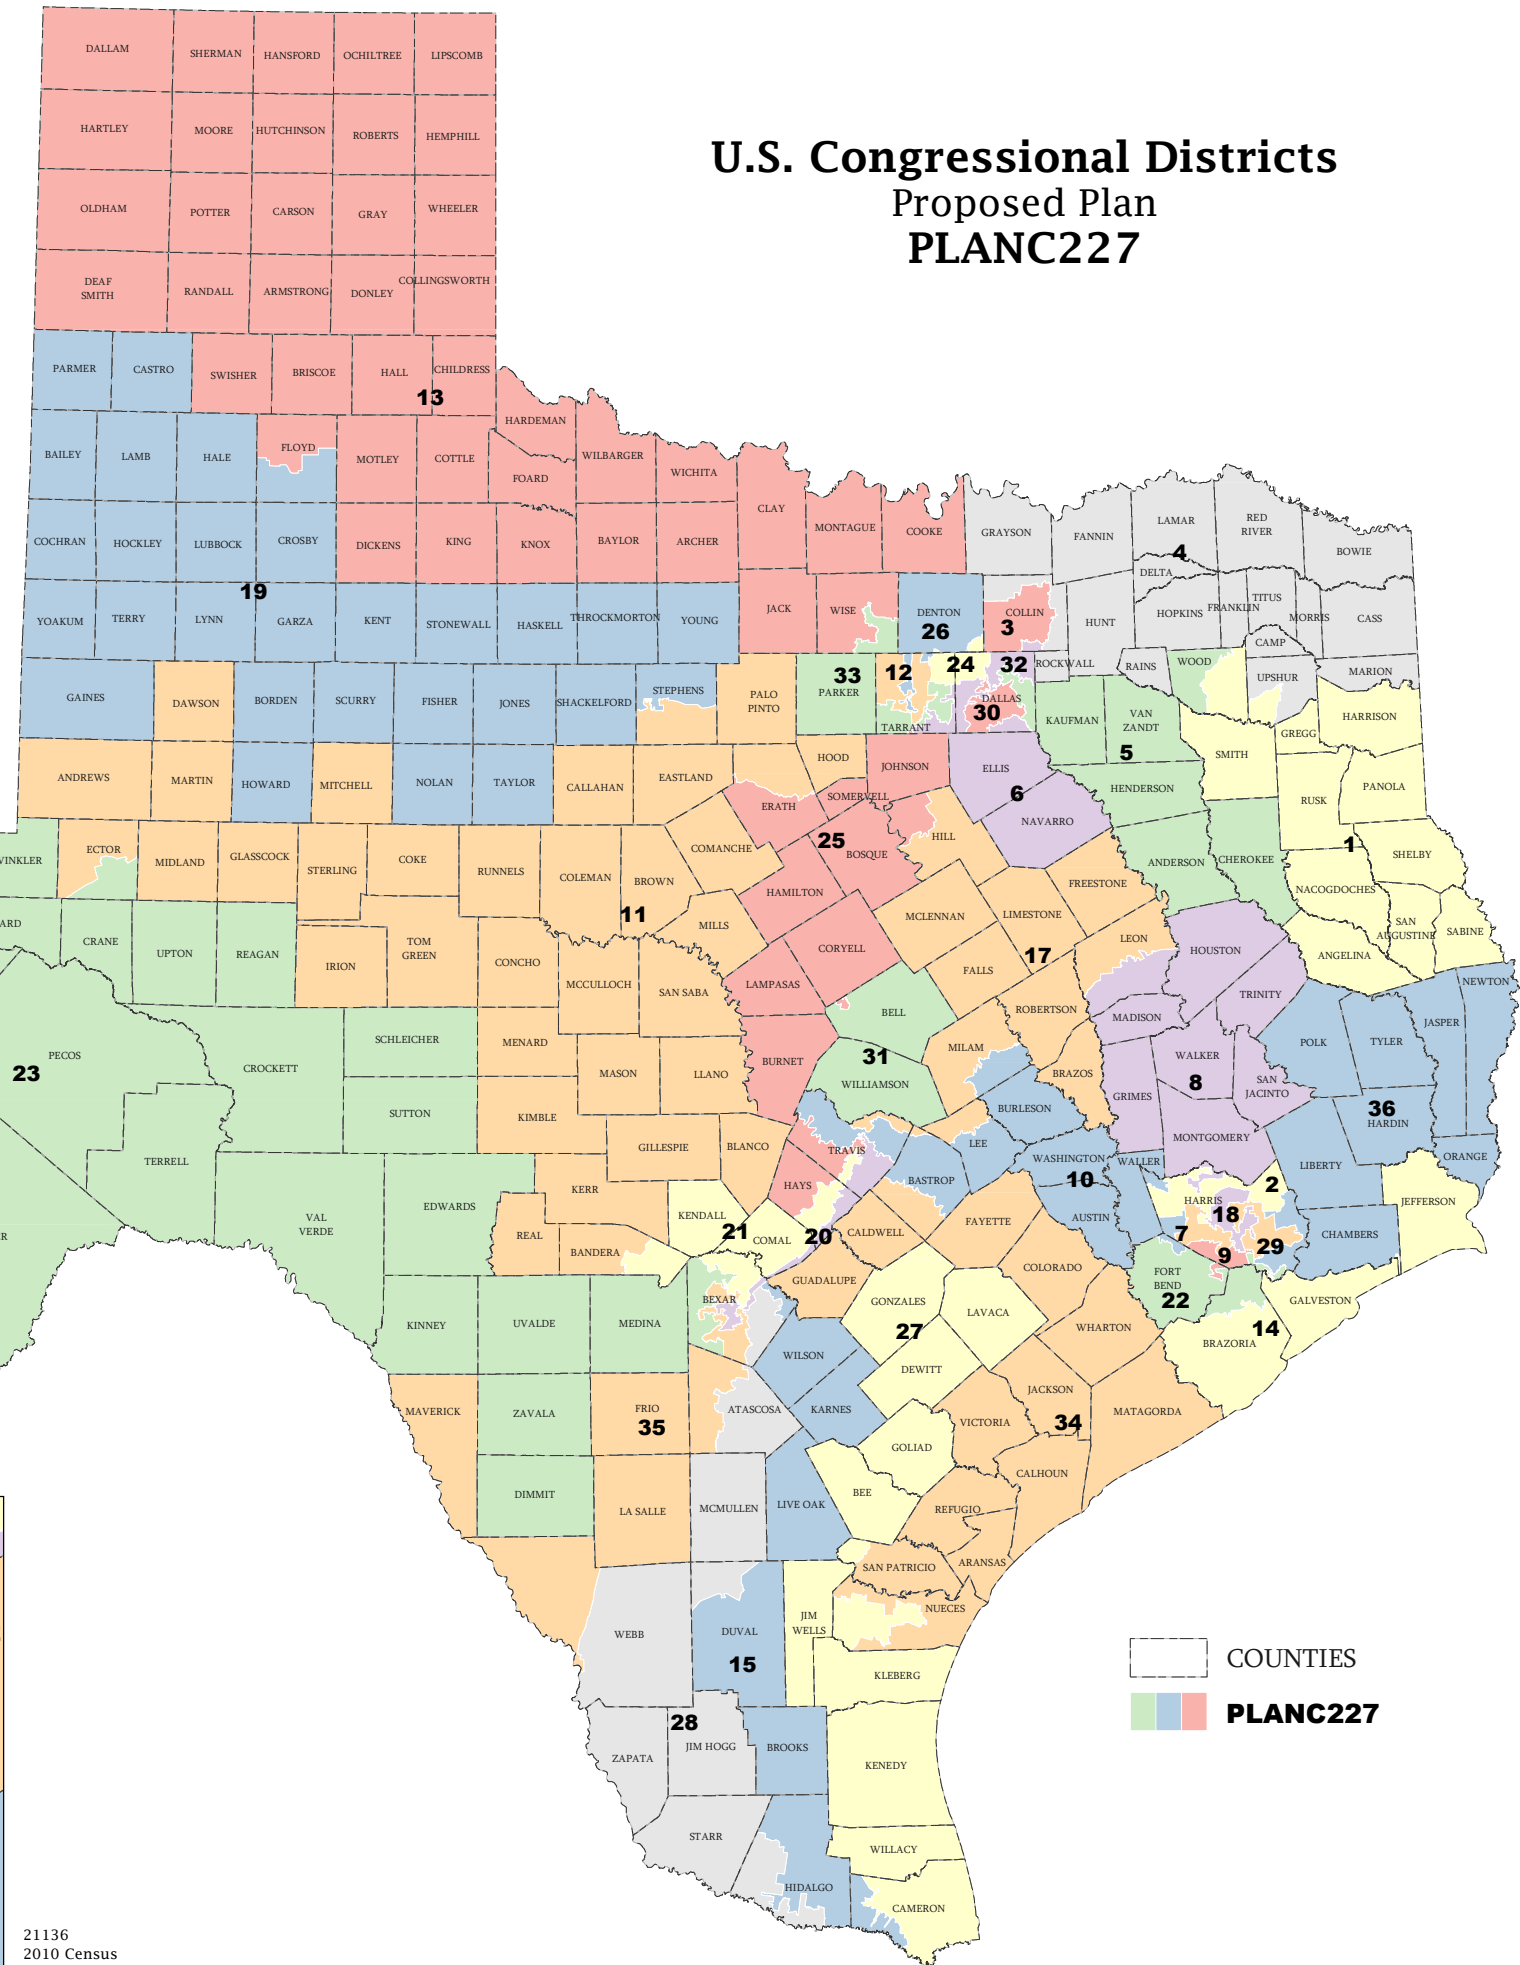 U.S. Congressional Districts
Proposed Plan
PLANC227
DALLAM
SHERMAN
HANSFORD
OCHILTREE
LIPSCOMB
HARTLEY
MOORE
HUTCHINSON
ROBERTS
HEMPHILL
OLDHAM
POTTER
CARSON
GRAY
WHEELER
DEAF
SMITH
RANDALL
ARMSTRONG
DONLEY
COLLINGSWORTH
PARMER
CASTRO
SWISHER
BRISCOE
HALL
CHILDRESS
13
HARDEMAN
BAILEY
LAMB
HALE
FLOYD
MOTLEY
COTTLE
FOARD
WILBARGER
WICHITA
CLAY
MONTAGUE
COOKE
GRAYSON
FANNIN
LAMAR
4
RED
RIVER
BOWIE
COCHRAN
HOCKLEY
LUBBOCK
CROSBY
DICKENS
KING
KNOX
BAYLOR
ARCHER
DELTA
19
YOAKUM
TERRY
LYNN
GARZA
KENT
STONEWALL
HASKELL
THROCKMORTON
YOUNG
JACK
WISE
DENTON
26
COLLIN
3
HUNT
HOPKINS
FRANKLIN
TITUS
MORRIS
CASS
CAMP
GAINES
DAWSON
BORDEN
SCURRY
FISHER
JONES
SHACKELFORD
STEPHENS
PALO
PINTO
33
PARKER
12
24
32
ROCKWALL
RAINS
WOOD
UPSHUR
MARION
TARRANT
DALLAS
30
KAUFMAN
VAN
ZANDT
5
SMITH
GREGG
HARRISON
ANDREWS
MARTIN
HOWARD
MITCHELL
NOLAN
TAYLOR
CALLAHAN
EASTLAND
HOOD
JOHNSON
ELLIS
6
HENDERSON
RUSK
PANOLA
ERATH
SOMERVELL
NAVARRO
WINKLER
ECTOR
MIDLAND
GLASSCOCK
STERLING
COKE
RUNNELS
COLEMAN
BROWN
COMANCHE
25
BOSQUE
HILL
ANDERSON
CHEROKEE
1
SHELBY
11
HAMILTON
FREESTONE
NACOGDOCHES
ARD
CRANE
UPTON
REAGAN
IRION
TOM
GREEN
CONCHO
MILLS
MCLENNAN
LIMESTONE
LEON
SAN
AUGUSTINE
SABINE
CORYELL
FALLS
17
HOUSTON
ANGELINA
MCCULLOCH
SAN SABA
LAMPASAS
BELL
ROBERTSON
MADISON
TRINITY
POLK
TYLER
JASPER
NEWTON
PECOS
23
CROCKETT
SCHLEICHER
MENARD
MASON
LLANO
BURNET
31
WILLIAMSON
MILAM
BRAZOS
WALKER
8
SAN
JACINTO
GRIMES
36
HARDIN
SUTTON
KIMBLE
BURLESON
TERRELL
GILLESPIE
BLANCO
TRAVIS
LEE
MONTGOMERY
WASHINGTON
10
WALLER
LIBERTY
ORANGE
VAL
VERDE
EDWARDS
KERR
HAYS
BASTROP
AUSTIN
HARRIS
18
2
JEFFERSON
REAL
BANDERA
KENDALL
21
COMAL
20
CALDWELL
FAYETTE
7
9
29
CHAMBERS
R
BEXAR
GUADALUPE
COLORADO
FORT
BEND
22
GALVESTON
KINNEY
UVALDE
MEDINA
GONZALES
27
LAVACA
WHARTON
14
BRAZORIA
WILSON
DEWITT
MAVERICK
ZAVALA
FRIO
35
ATASCOSA
KARNES
JACKSON
MATAGORDA
VICTORIA
34
GOLIAD
DIMMIT
LA SALLE
MCMULLEN
LIVE OAK
BEE
CALHOUN
REFUGIO
SAN PATRICIO
ARANSAS
WEBB
DUVAL
15
JIM
WELLS
NUECES
KLEBERG
28
ZAPATA
JIM HOGG
BROOKS
KENEDY
STARR
WILLACY
HIDALGO
CAMERON
COUNTIES
PLANC227
21136
2010 Census